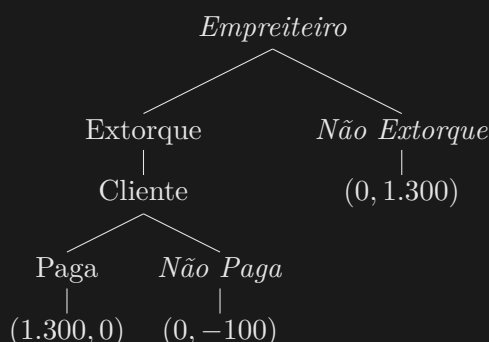 Empreiteiro
Extorque Não Extorque
Cliente (0, 1.300)
Paga Não Paga
(1.300, 0) (0, −100)